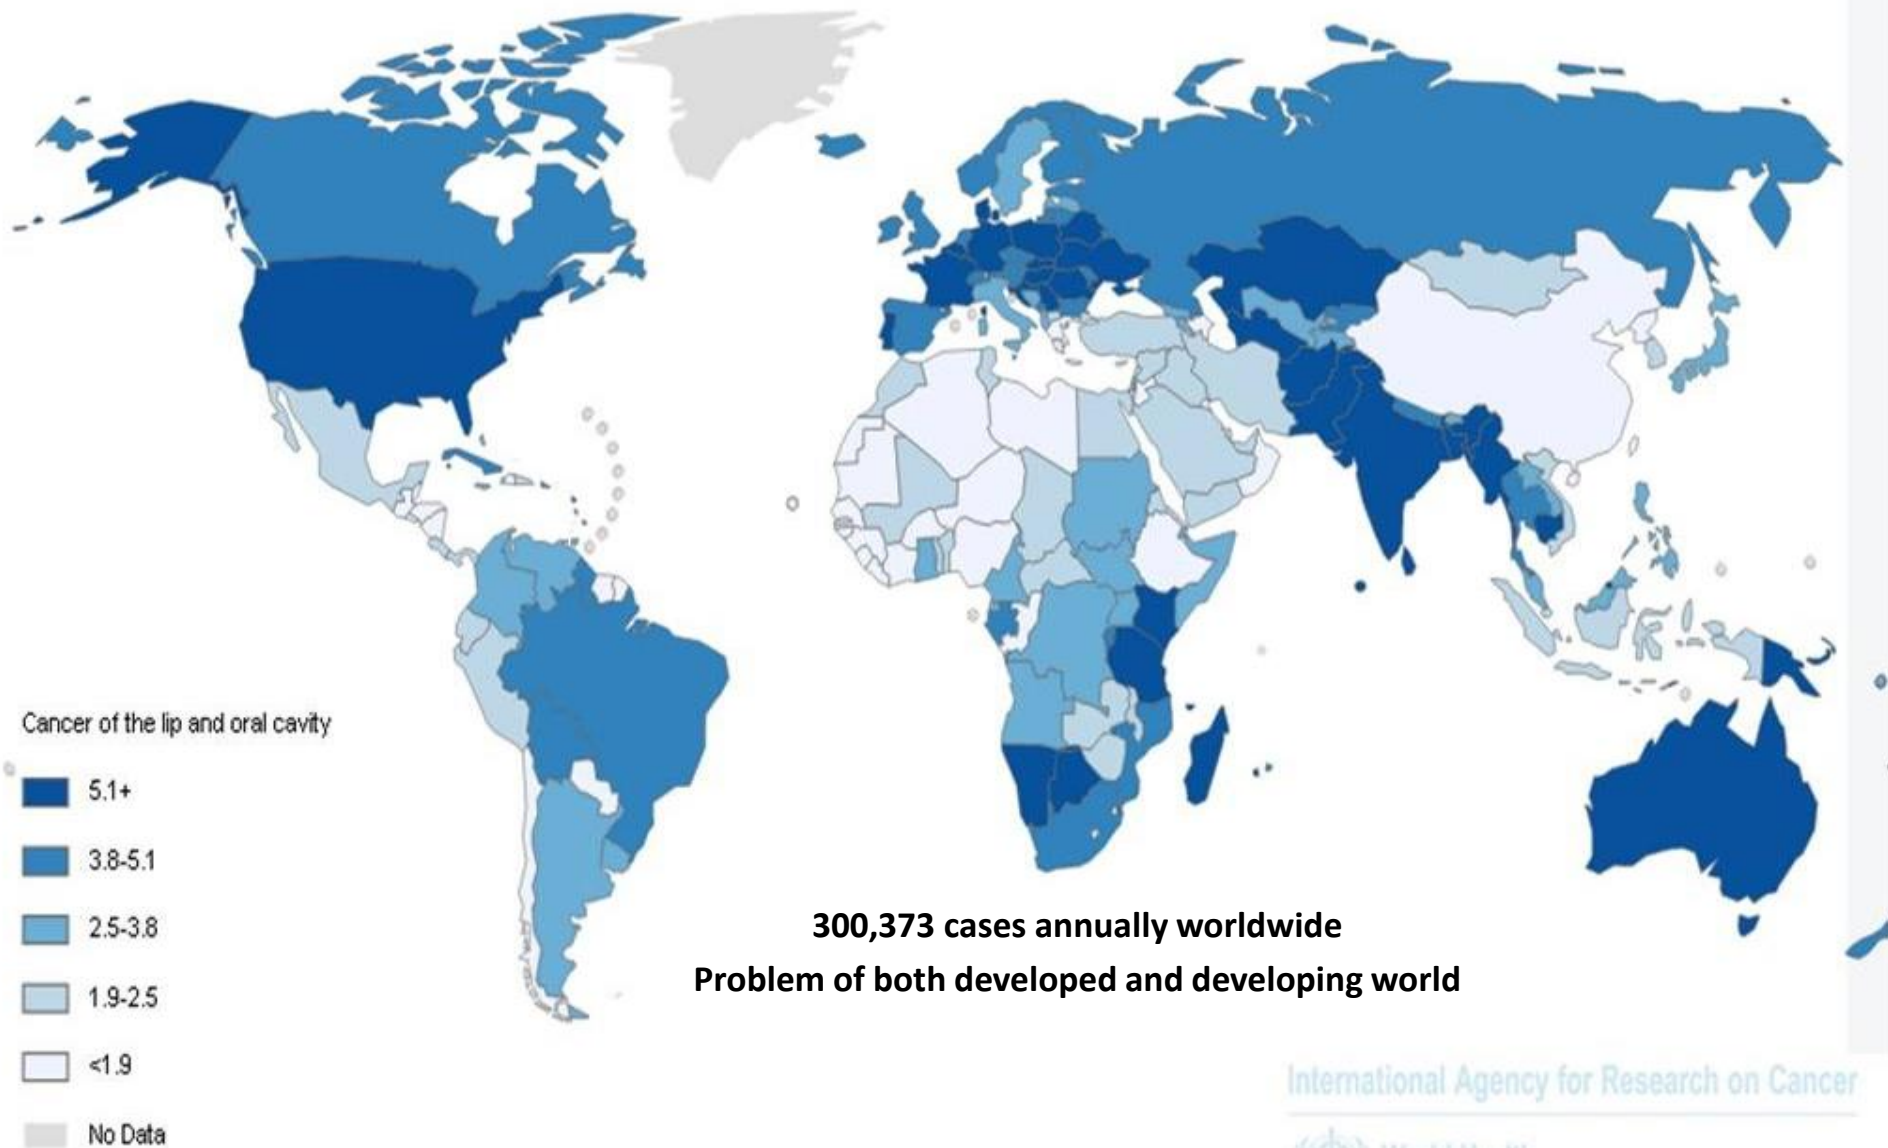 Cancer of the lip and oral cavity
5.1+
3.8-5.1
2.5-3.8
1.9-2.5
<1.9
No Data
300,373 cases annually worldwide
Problem of both developed and developing world
International Agency for Research on Cancer